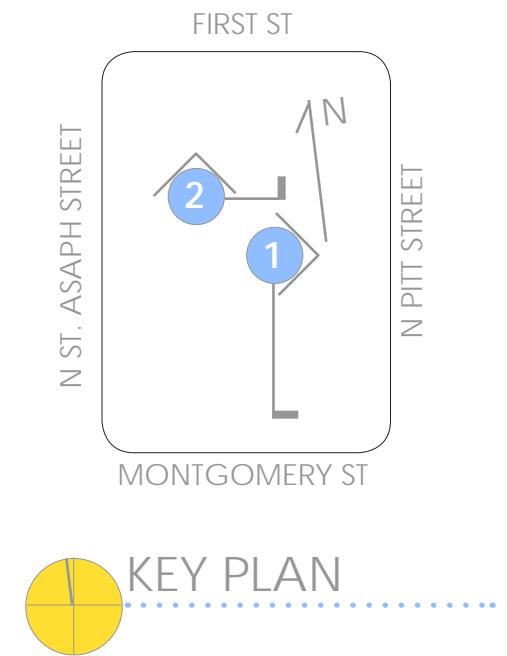 FIRST ST
N
N ST. ASAPH STREET
2
N PITT STREET
1
MONTGOMERY ST
KEY PLAN